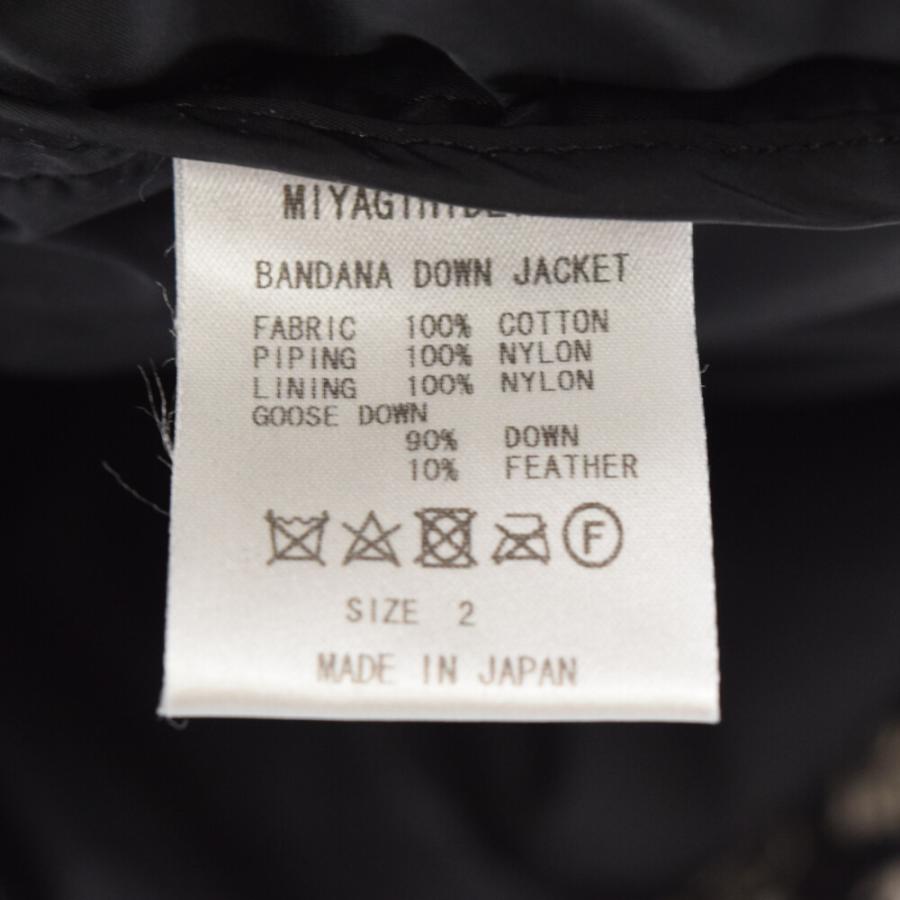 BANDANA DOWN JACKET
FABRIC 100% COTTON
PIPING 100% NYLON
LINING 100% NYLON
GOOSE DOWN
90% DOWN
10% FEATHER
F
SIZE 2
MADE IN JAPAN